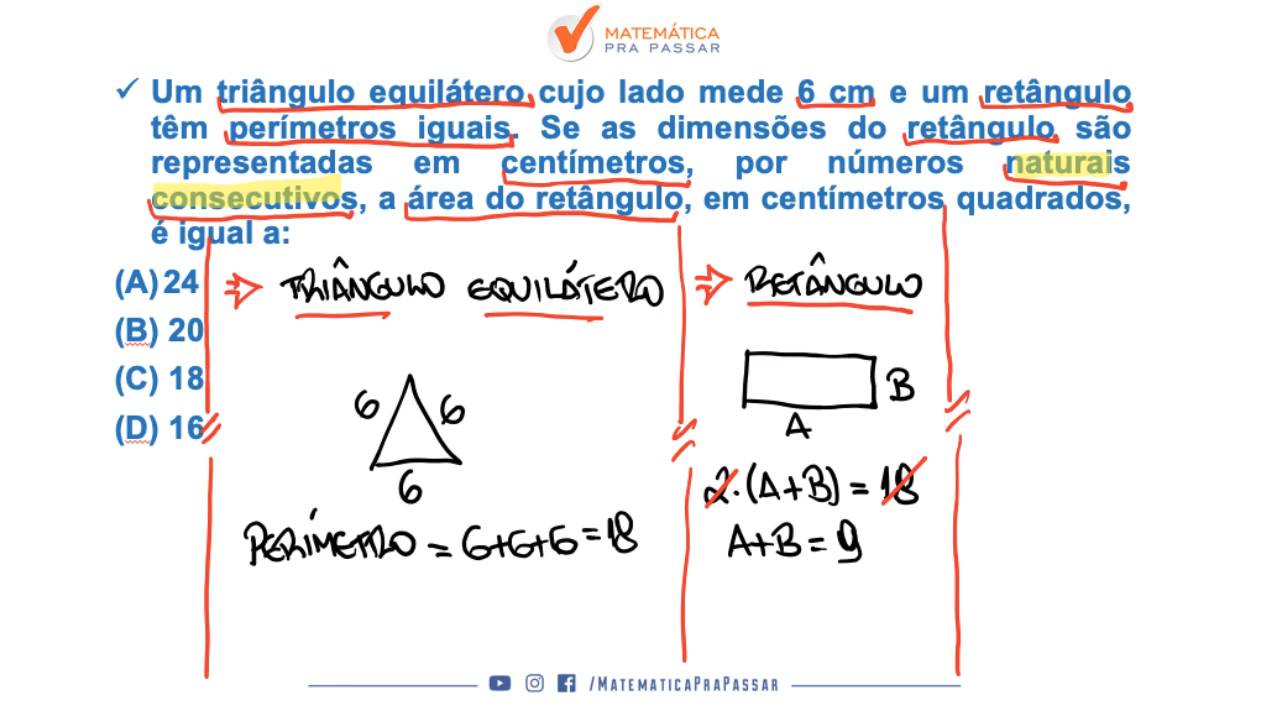 MATEMÁTICA
PRA PASSAR
✓ Um triângulo equilátero cujo lado mede 6 cm e um retângulo
têm perímetros iguais. Se as dimensões do retângulo são
representadas em centímetros, por números naturais
consecutivos, a área do retângulo, em centímetros quadrados,
é igual a:
(A) 24
(B) 20
(C) 18
(D) 16
⇒ TRIÂNGULO EQUILÁTERO
6 6
6
PERÍMETRO = 6+6+6 = 18
⇒ RETÂNGULO
B
A
2·(A+B) = 18
A+B = 9
/MATEMATICAPRAPASSAR